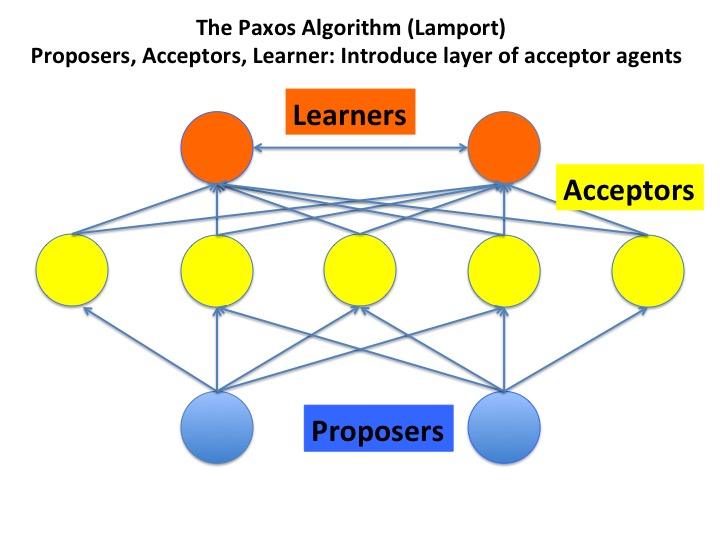 The Paxos Algorithm (Lamport)
Proposers, Acceptors, Learner: Introduce layer of acceptor agents
Learners
Acceptors
Proposers